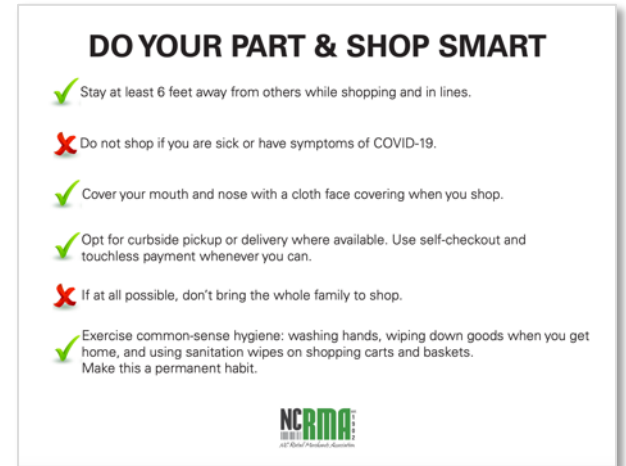 DO YOUR PART & SHOP SMART
Stay at least 6 feet away from others while shopping and in lines.
Do not shop if you are sick or have symptoms of COVID-19.
Cover your mouth and nose with a cloth face covering when you shop.
Opt for curbside pickup or delivery where available. Use self-checkout and
touchless payment whenever you can.
If at all possible, don't bring the whole family to shop.
Exercise common-sense hygiene: washing hands, wiping down goods when you get
home, and using sanitation wipes on shopping carts and baskets.
Make this a permanent habit.
NCRMA
NC Retail Merchants Association